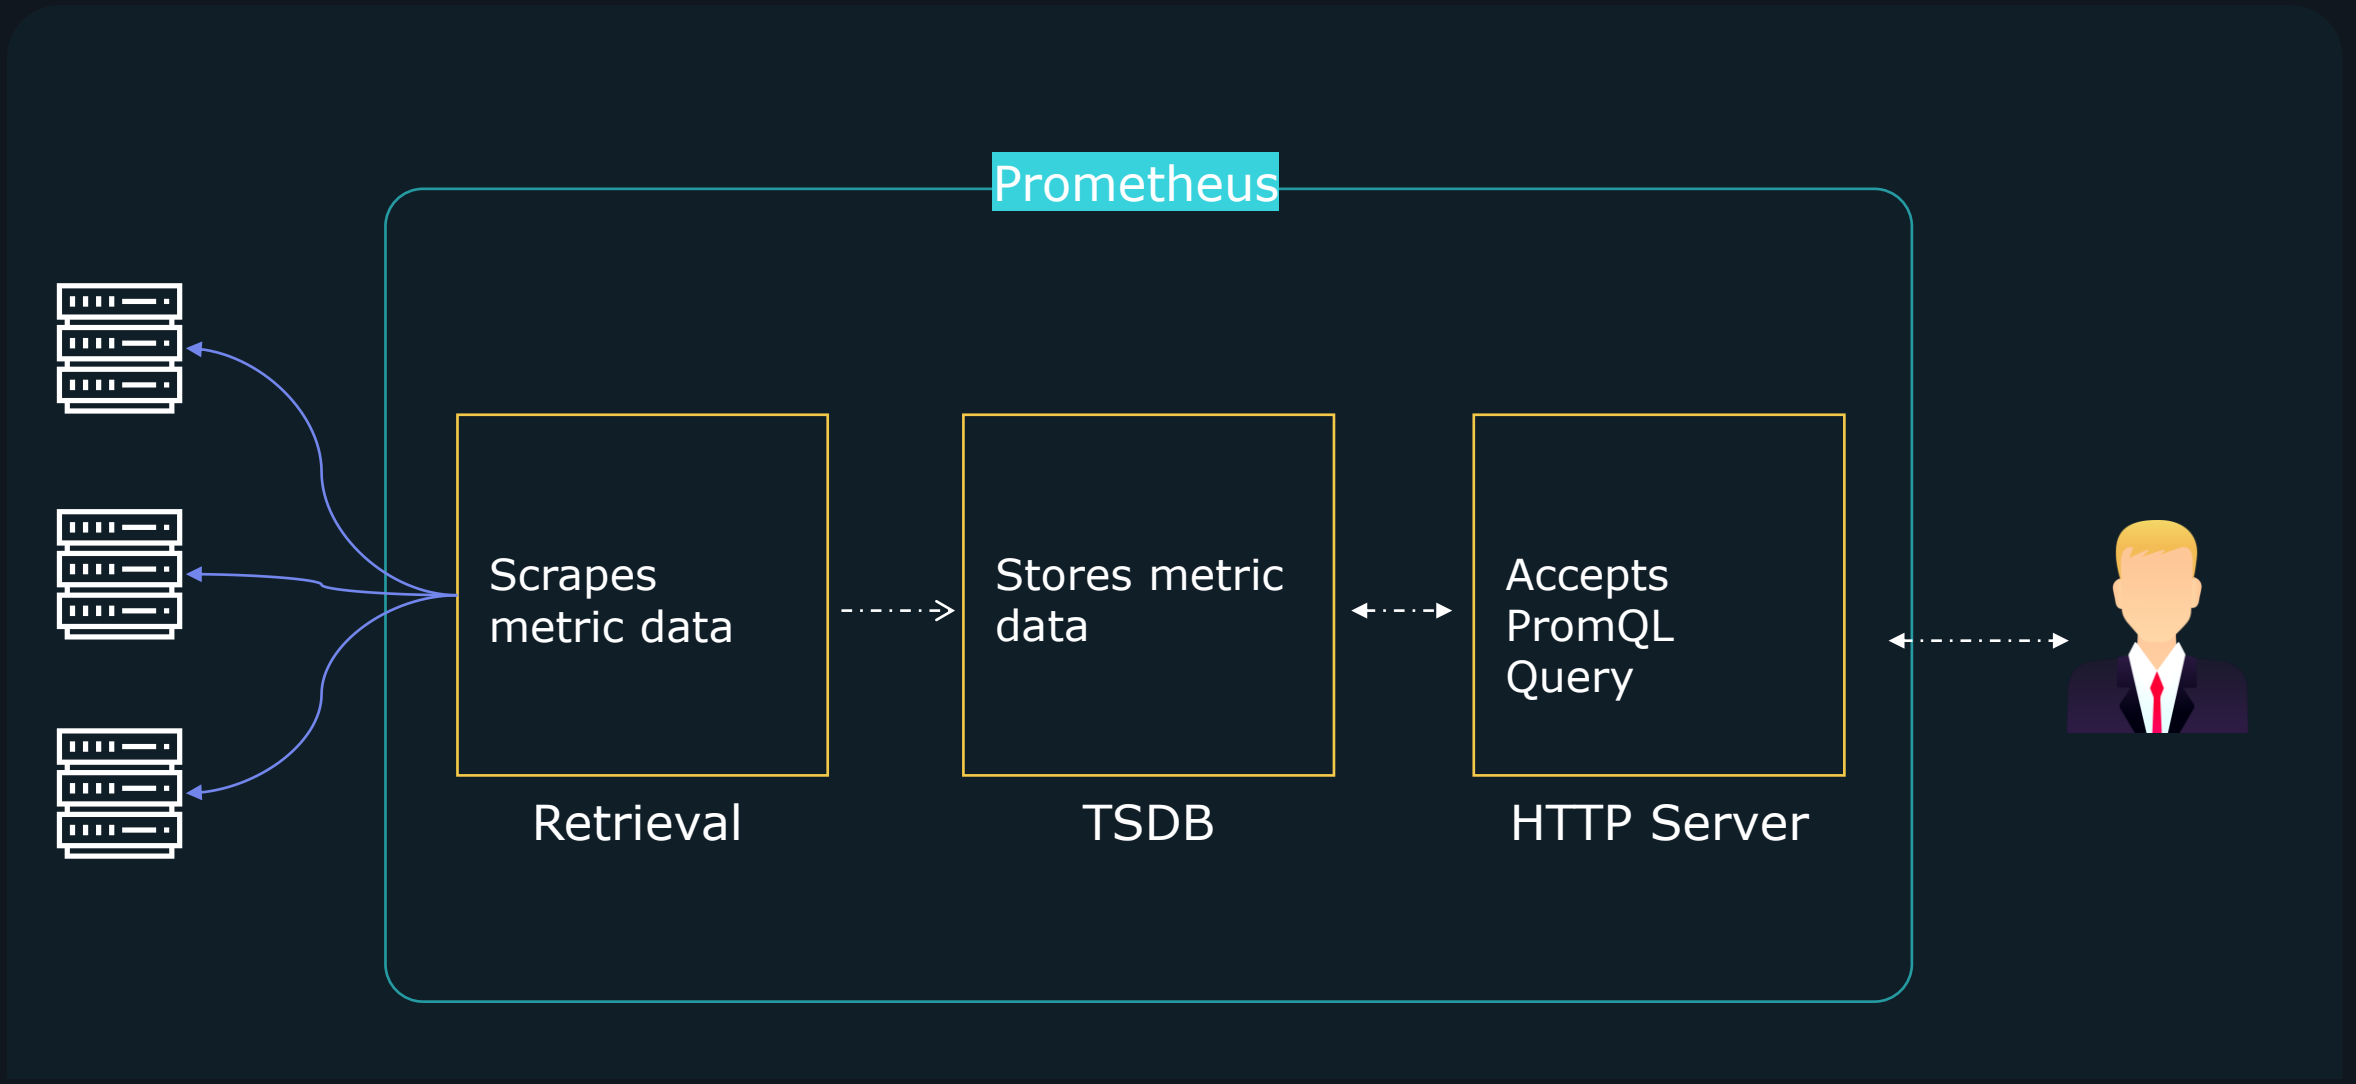 Prometheus
Scrapes
metric data
Stores metric
data
Accepts
PromQL
Query
Retrieval
TSDB
HTTP Server